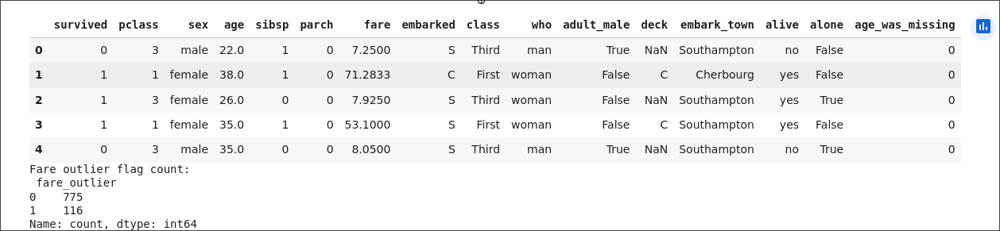 survived pclass sex age sibsp parch fare embarked class who adult_male deck embark_town alive alone age_was_missing
0 0 3 male 22.0 1 0 7.2500 S Third man True NaN Southampton no False 0
1 1 1 female 38.0 1 0 71.2833 C First woman False C Cherbourg yes False 0
2 1 3 female 26.0 0 0 7.9250 S Third woman False NaN Southampton yes True 0
3 1 1 female 35.0 1 0 53.1000 S First woman False C Southampton yes False 0
4 0 3 male 35.0 0 0 8.0500 S Third man True NaN Southampton no True 0
Fare outlier flag count:
fare_outlier
0 775
1 116
Name: count, dtype: int64